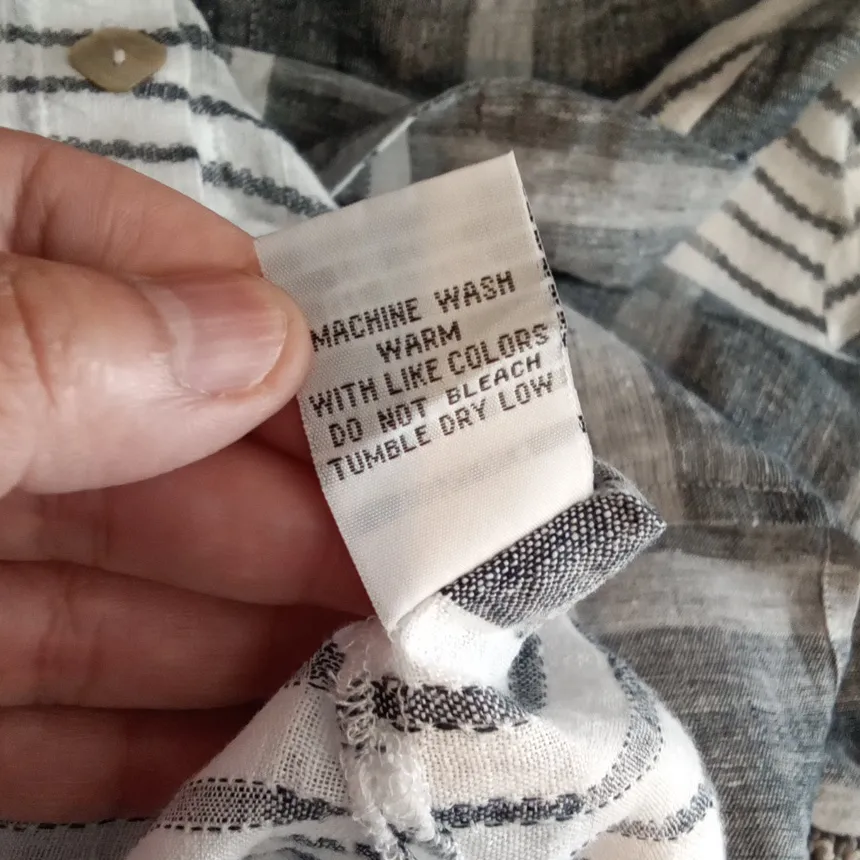 MACHINE WASH
WARM
WITH LIKE COLORS
DO NOT BLEACH
TUMBLE DRY LOW